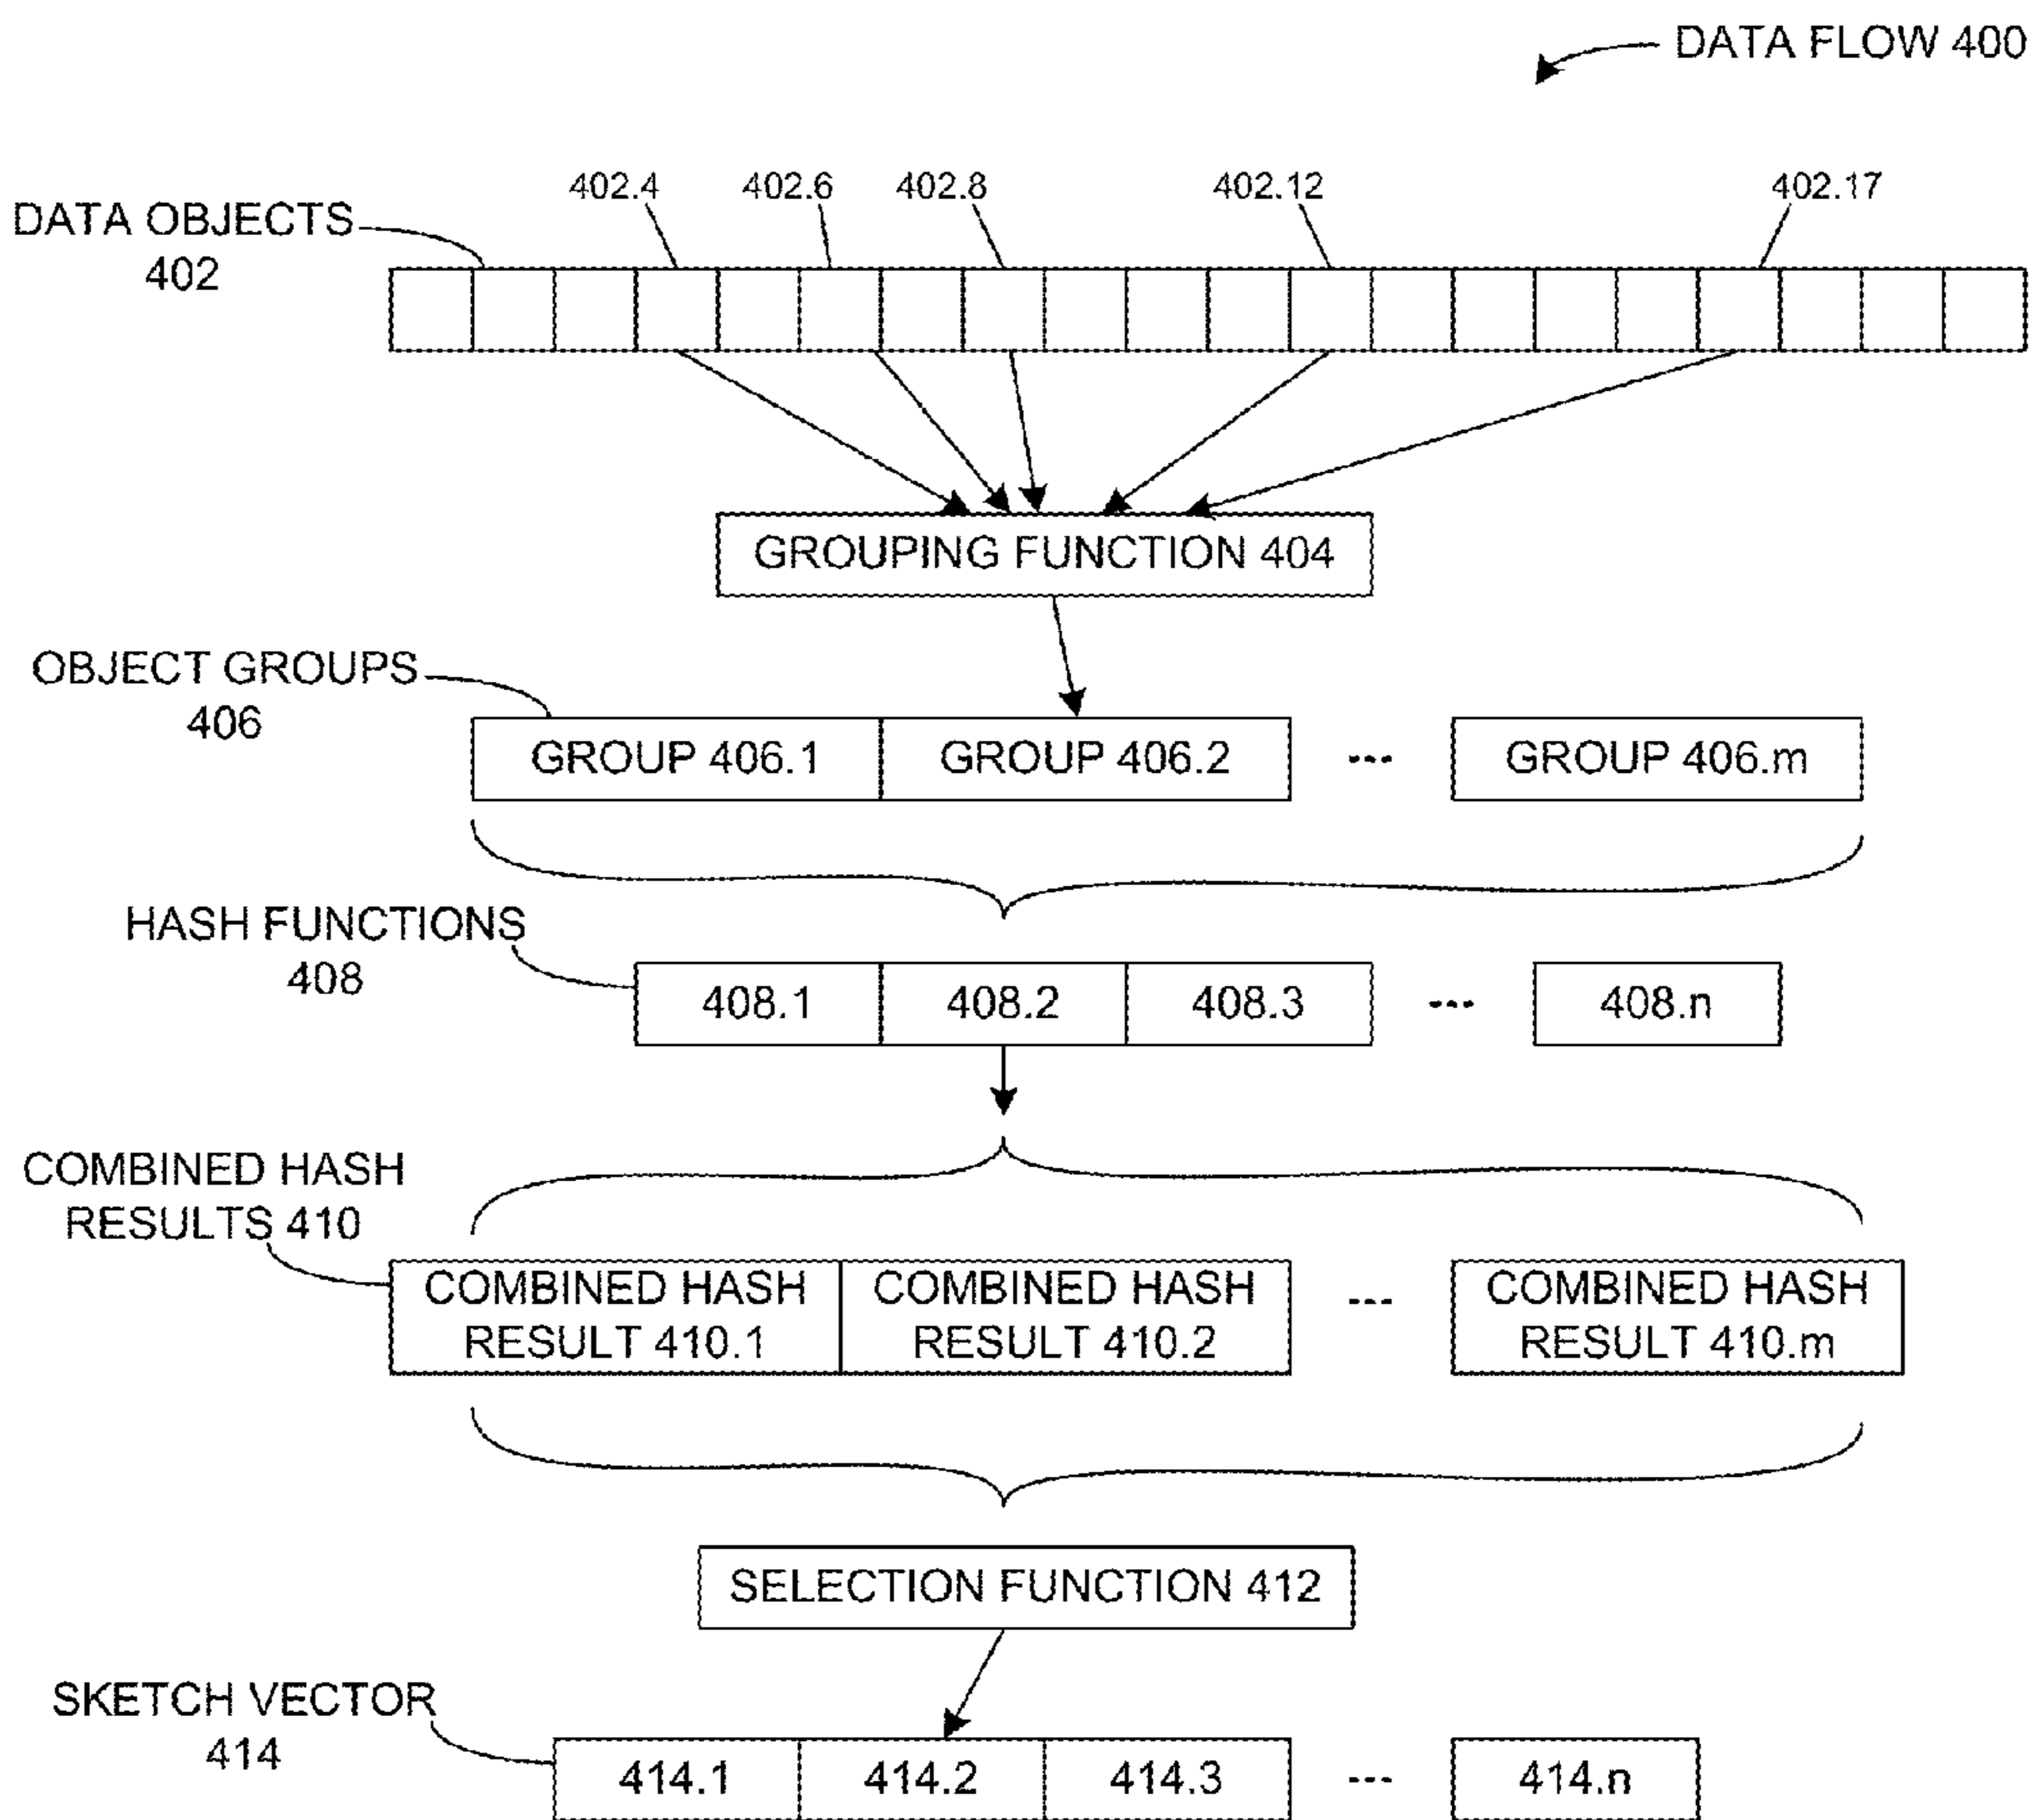 DATA FLOW 400
402.4 402.6 402.8 402.12 402.17
DATA OBJECTS
402
GROUPING FUNCTION 404
OBJECT GROUPS
406
GROUP 406.1 GROUP 406.2 --- GROUP 406.m
HASH FUNCTIONS
408
408.1 408.2 408.3 --- 408.n
COMBINED HASH
RESULTS 410
COMBINED HASH
RESULT 410.1
COMBINED HASH
RESULT 410.2
---
COMBINED HASH
RESULT 410.m
SELECTION FUNCTION 412
SKETCH VECTOR
414
414.1 414.2 414.3 --- 414.n